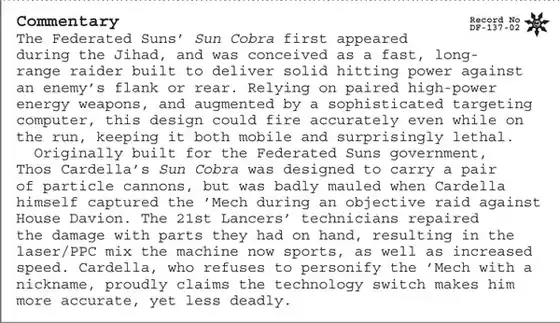 Commentary
Record No
DF-137-02
The Federated Suns' Sun Cobra first appeared
during the Jihad, and was conceived as a fast, long-
range raider built to deliver solid hitting power against
an enemy's flank or rear. Relying on paired high-power
energy weapons, and augmented by a sophisticated targeting
computer, this design could fire accurately even while on
the run, keeping it both mobile and surprisingly lethal.
Originally built for the Federated Suns government,
Thos Cardella's Sun Cobra was designed to carry a pair
of particle cannons, but was badly mauled when Cardella
himself captured the 'Mech during an objective raid against
House Davion. The 21st Lancers' technicians repaired
the damage with parts they had on hand, resulting in the
laser/PPC mix the machine now sports, as well as increased
speed. Cardella, who refuses to personify the 'Mech with a
nickname, proudly claims the technology switch makes him
more accurate, yet less deadly.